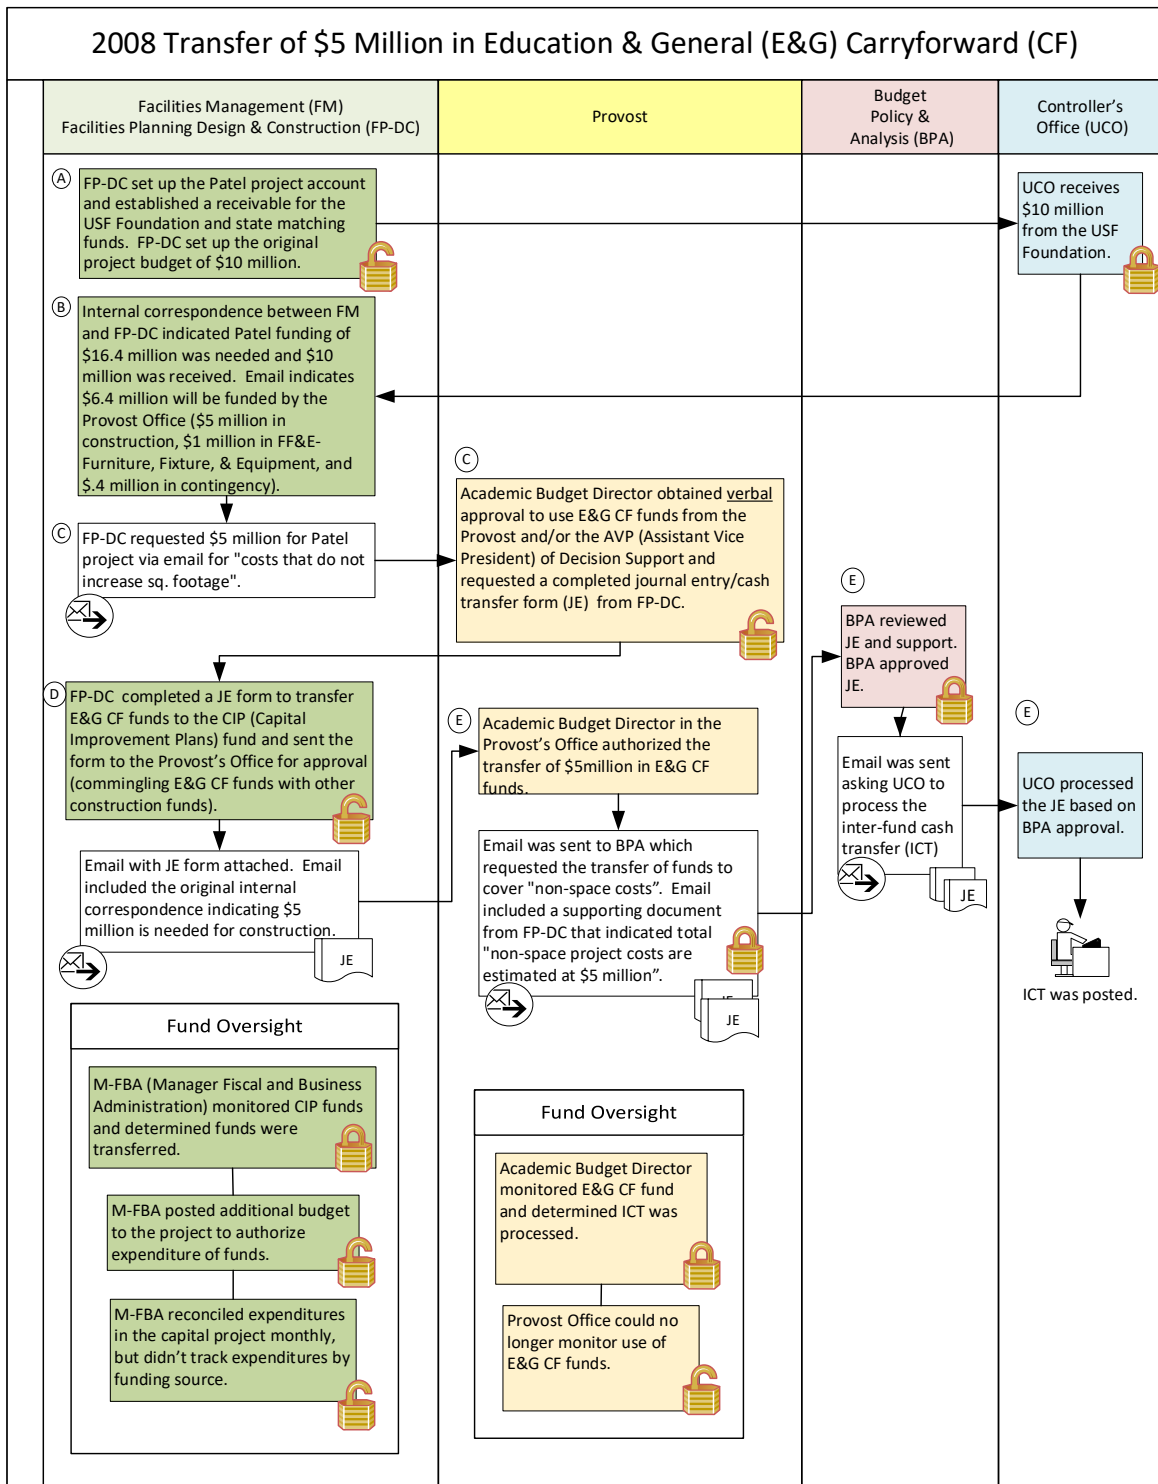 2008 Transfer of $5 Million in Education & General (E&G) Carryforward (CF)
Facilities Management (FM)
Facilities Planning Design & Construction (FP-DC)
Provost
Budget
Policy &
Analysis (BPA)
Controller's
Office (UCO)
A
FP-DC set up the Patel project account
and established a receivable for the
USF Foundation and state matching
funds. FP-DC set up the original
project budget of $10 million.
UCO receives
$10 million
from the USF
Foundation.
B
Internal correspondence between FM
and FP-DC indicated Patel funding of
$16.4 million was needed and $10
million was received. Email indicates
$6.4 million will be funded by the
Provost Office ($5 million in
construction, $1 million in FF&E-
Furniture, Fixture, & Equipment, and
$.4 million in contingency).
C
FP-DC requested $5 million for Patel
project via email for "costs that do not
increase sq. footage".
C
Academic Budget Director obtained verbal
approval to use E&G CF funds from the
Provost and/or the AVP (Assistant Vice
President) of Decision Support and
requested a completed journal entry/cash
transfer form (JE) from FP-DC.
D
FP-DC completed a JE form to transfer
E&G CF funds to the CIP (Capital
Improvement Plans) fund and sent the
form to the Provost's Office for approval
(commingling E&G CF funds with other
construction funds).
Email with JE form attached. Email
included the original internal
correspondence indicating $5
million is needed for construction.
JE
E
Academic Budget Director in the
Provost's Office authorized the
transfer of $5million in E&G CF
funds.
Email was sent to BPA which
requested the transfer of funds to
cover "non-space costs". Email
included a supporting document
from FP-DC that indicated total
"non-space project costs are
estimated at $5 million".
JE
JE
E
BPA reviewed
JE and support.
BPA approved
JE.
Email was sent
asking UCO to
process the
inter-fund cash
transfer (ICT)
JE
E
UCO processed
the JE based on
BPA approval.
ICT was posted.
Fund Oversight
M-FBA (Manager Fiscal and Business
Administration) monitored CIP funds
and determined funds were
transferred.
M-FBA posted additional budget
to the project to authorize
expenditure of funds.
M-FBA reconciled expenditures
in the capital project monthly,
but didn't track expenditures by
funding source.
Fund Oversight
Academic Budget Director
monitored E&G CF fund
and determined ICT was
processed.
Provost Office could no
longer monitor use of
E&G CF funds.